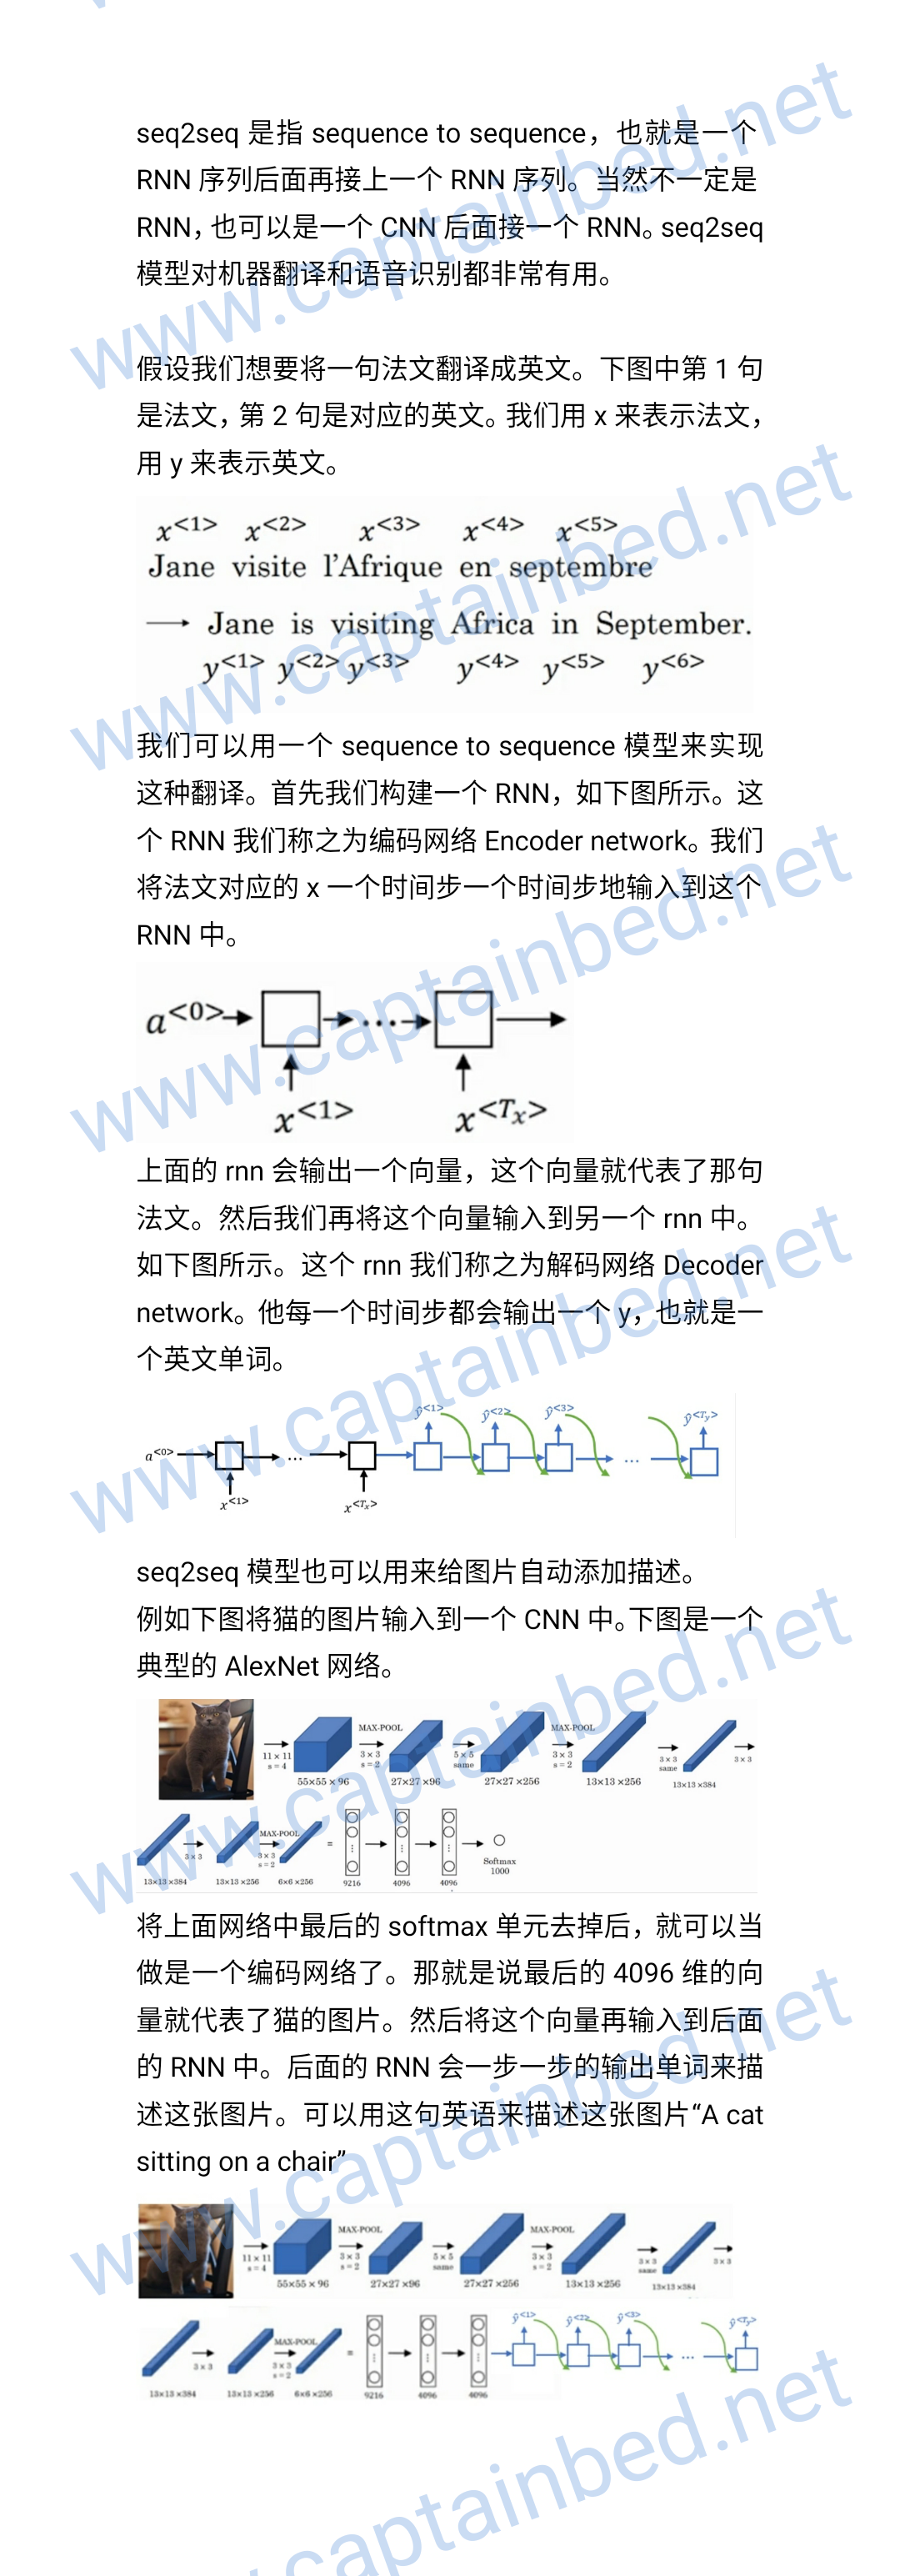 seq2seq 是指 sequence to sequence，也就是一个
RNN 序列后面再接上一个 RNN 序列。当然不一定是
RNN，也可以是一个 CNN 后面接一个 RNN。seq2seq
模型对机器翻译和语音识别都非常有用。
假设我们想要将一句法文翻译成英文。下图中第 1 句
是法文，第 2 句是对应的英文。我们用 x 来表示法文，
用 y 来表示英文。
x<1> x<2> x<3> x<4> x<5>
Jane visite l’Afrique en septembre
→ Jane is visiting Africa in September.
y<1> y<2> y<3> y<4> y<5> y<6>
我们可以用一个 sequence to sequence 模型来实现
这种翻译。首先我们构建一个 RNN，如下图所示。这
个 RNN 我们称之为编码网络 Encoder network。我们
将法文对应的 x 一个时间步一个时间步地输入到这个
RNN 中。
a<0> ...
x<1> x<Tx>
上面的 rnn 会输出一个向量，这个向量就代表了那句
法文。然后我们再将这个向量输入到另一个 rnn 中。
如下图所示。这个 rnn 我们称之为解码网络 Decoder
network。他每一个时间步都会输出一个 y，也就是一
个英文单词。
ŷ<1> ŷ<2> ŷ<3> ŷ<Ty>
a<0> ... ...
x<1> x<Tx>
seq2seq 模型也可以用来给图片自动添加描述。
例如下图将猫的图片输入到一个 CNN 中。下图是一个
典型的 AlexNet 网络。
MAX-POOL MAX-POOL
11 × 11 3 × 3 5 × 5 3 × 3 3 × 3 3 × 3
s = 4 s = 2 same s = 2 same
55×55 × 96 27×27 ×96 27×27 ×256 13×13 ×256 13×13 ×384
MAX-POOL
3 × 3 3 × 3 = Softmax
s = 2 1000
13×13 ×384 13×13 ×256 6×6 ×256 9216 4096 4096
将上面网络中最后的 softmax 单元去掉后，就可以当
做是一个编码网络了。那就是说最后的 4096 维的向
量就代表了猫的图片。然后将这个向量再输入到后面
的 RNN 中。后面的 RNN 会一步一步的输出单词来描
述这张图片。可以用这句英语来描述这张图片“A cat
sitting on a chair”
MAX-POOL MAX-POOL
11 × 11 3 × 3 5 × 5 3 × 3 3 × 3 3 × 3
s = 4 s = 2 same s = 2 same
55×55 × 96 27×27 ×96 27×27 ×256 13×13 ×256 13×13 ×384
ŷ<1> ŷ<2> ŷ<3> ŷ<Ty>
MAX-POOL
3 × 3 3 × 3 = ...
s = 2
13×13 ×384 13×13 ×256 6×6 ×256 9216 4096 4096
www.captainbed.net
www.captainbed.net
www.captainbed.net
www.captainbed.net
www.captainbed.net
www.captainbed.net
www.captainbed.net